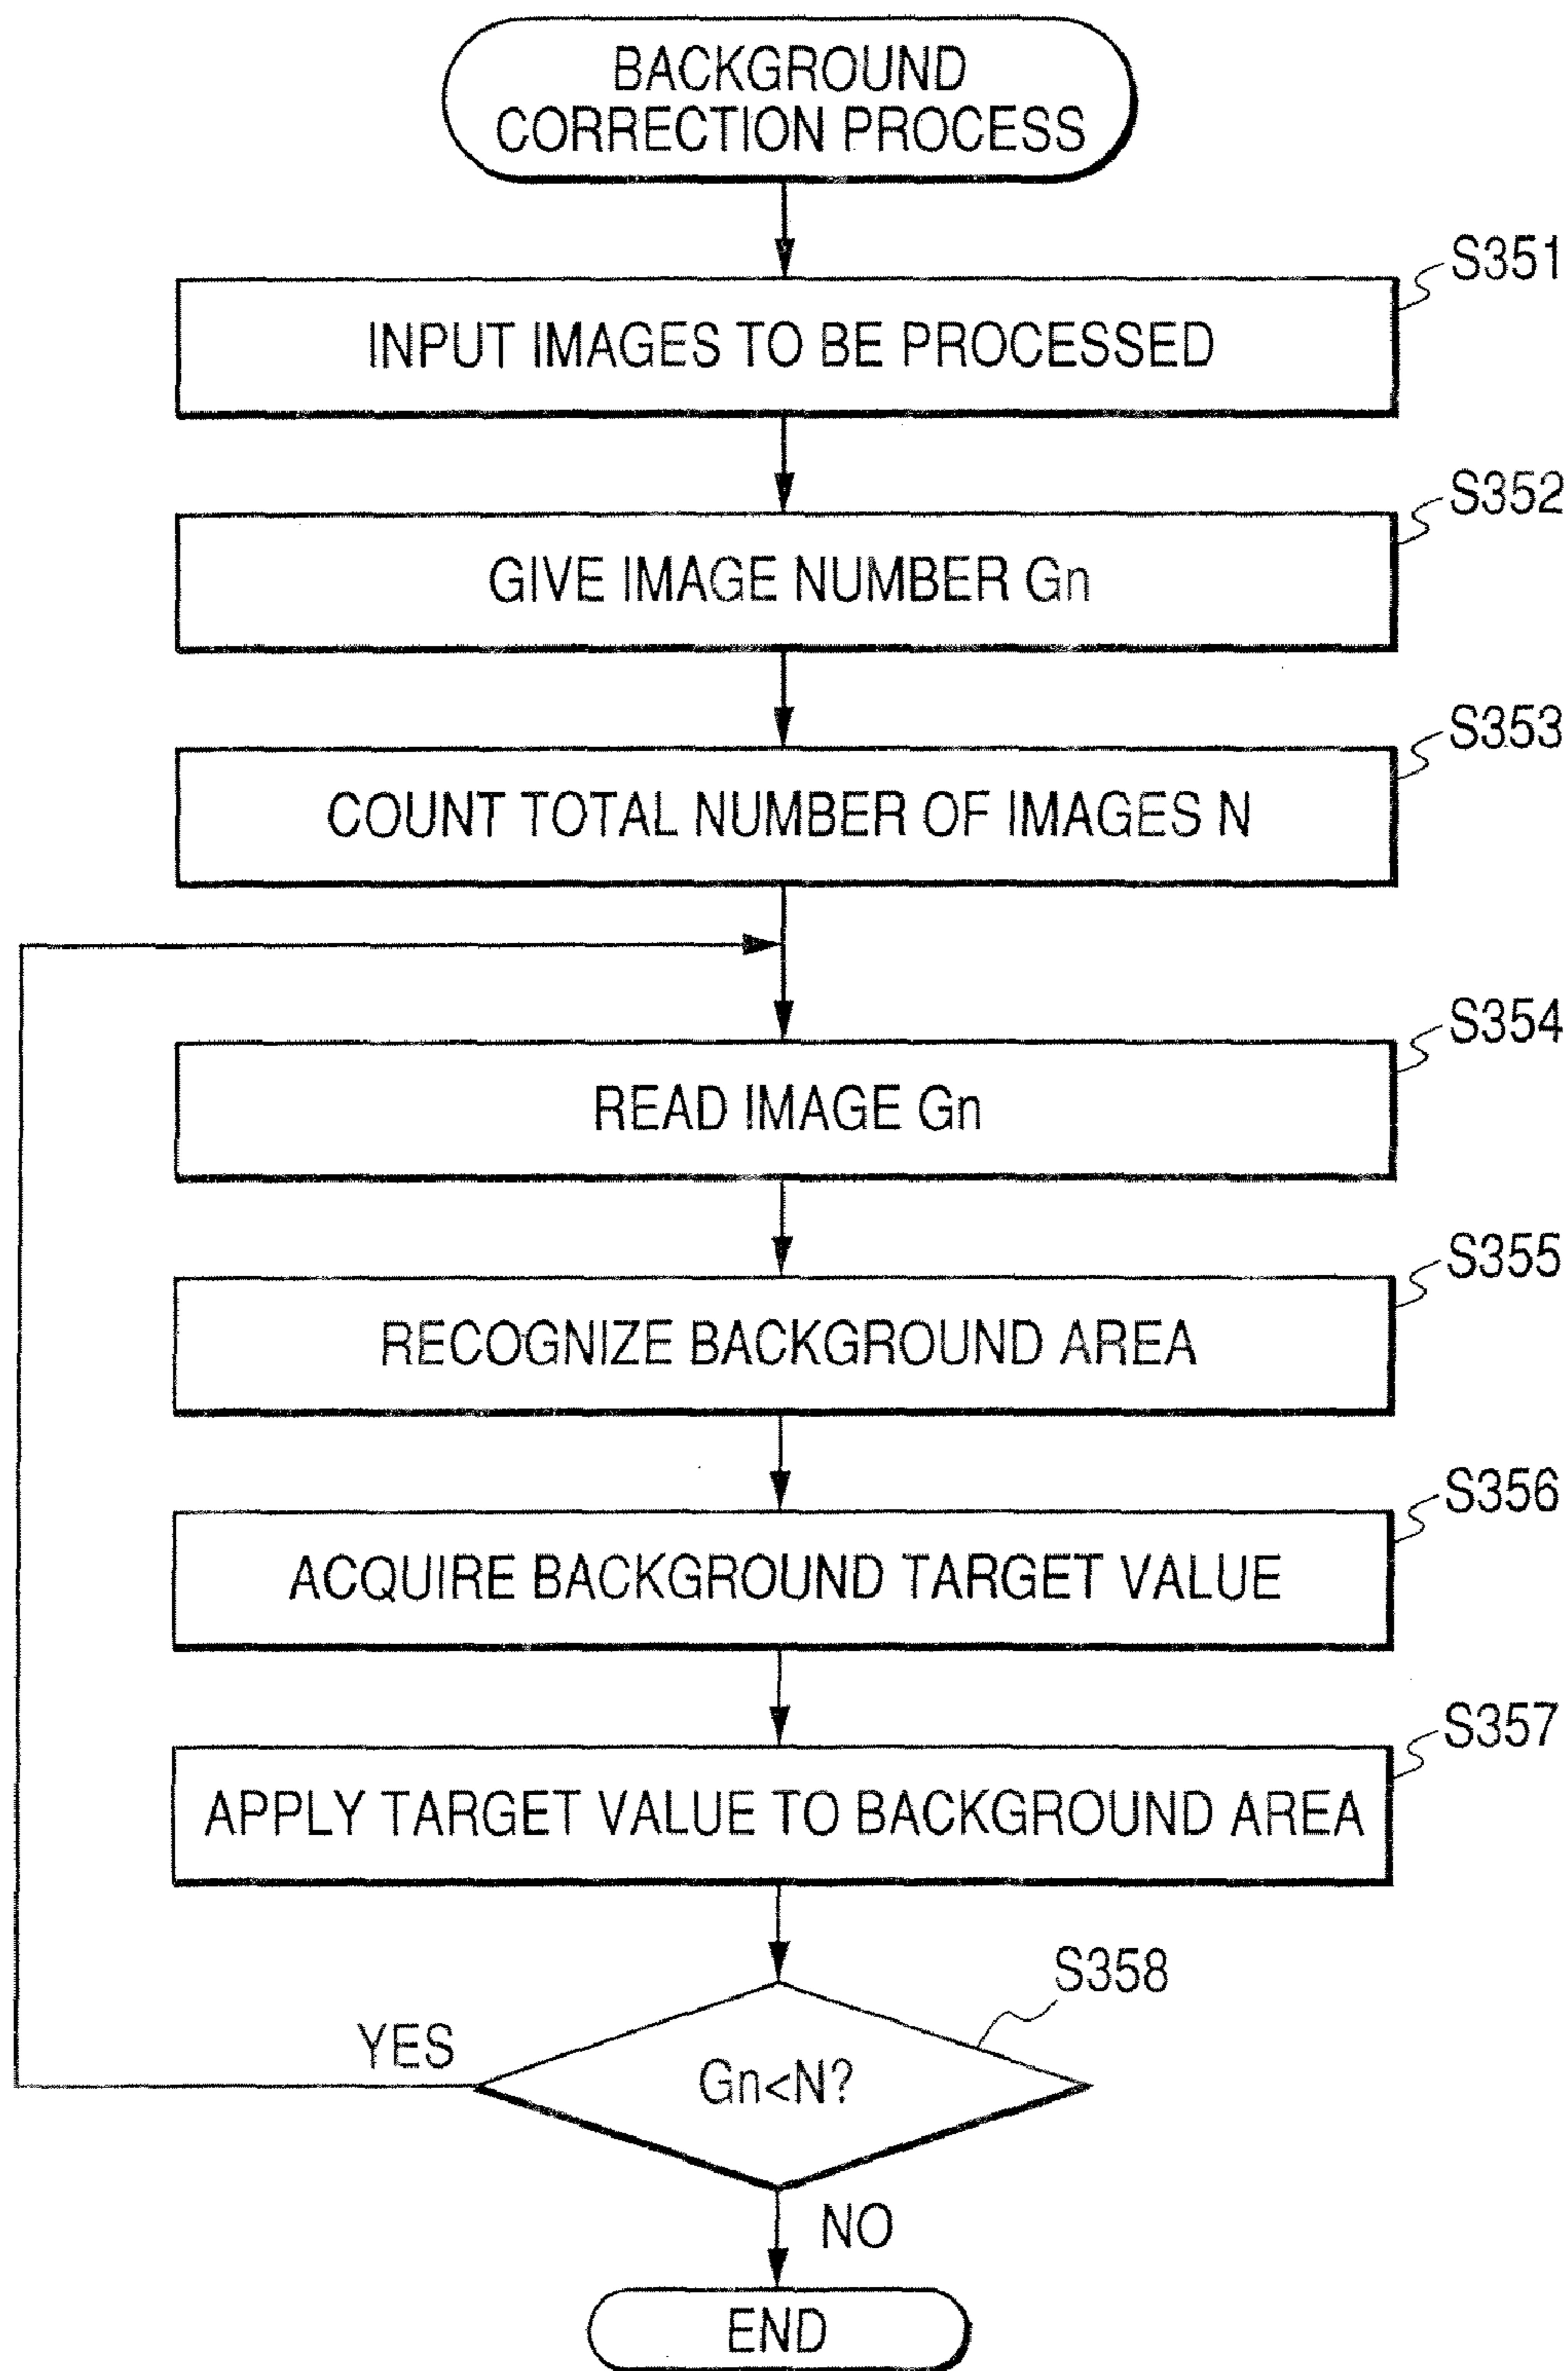 BACKGROUND
CORRECTION PROCESS
S351
INPUT IMAGES TO BE PROCESSED
S352
GIVE IMAGE NUMBER Gn
S353
COUNT TOTAL NUMBER OF IMAGES N
S354
READ IMAGE Gn
S355
RECOGNIZE BACKGROUND AREA
S356
ACQUIRE BACKGROUND TARGET VALUE
S357
APPLY TARGET VALUE TO BACKGROUND AREA
S358
YES
Gn<N?
NO
END